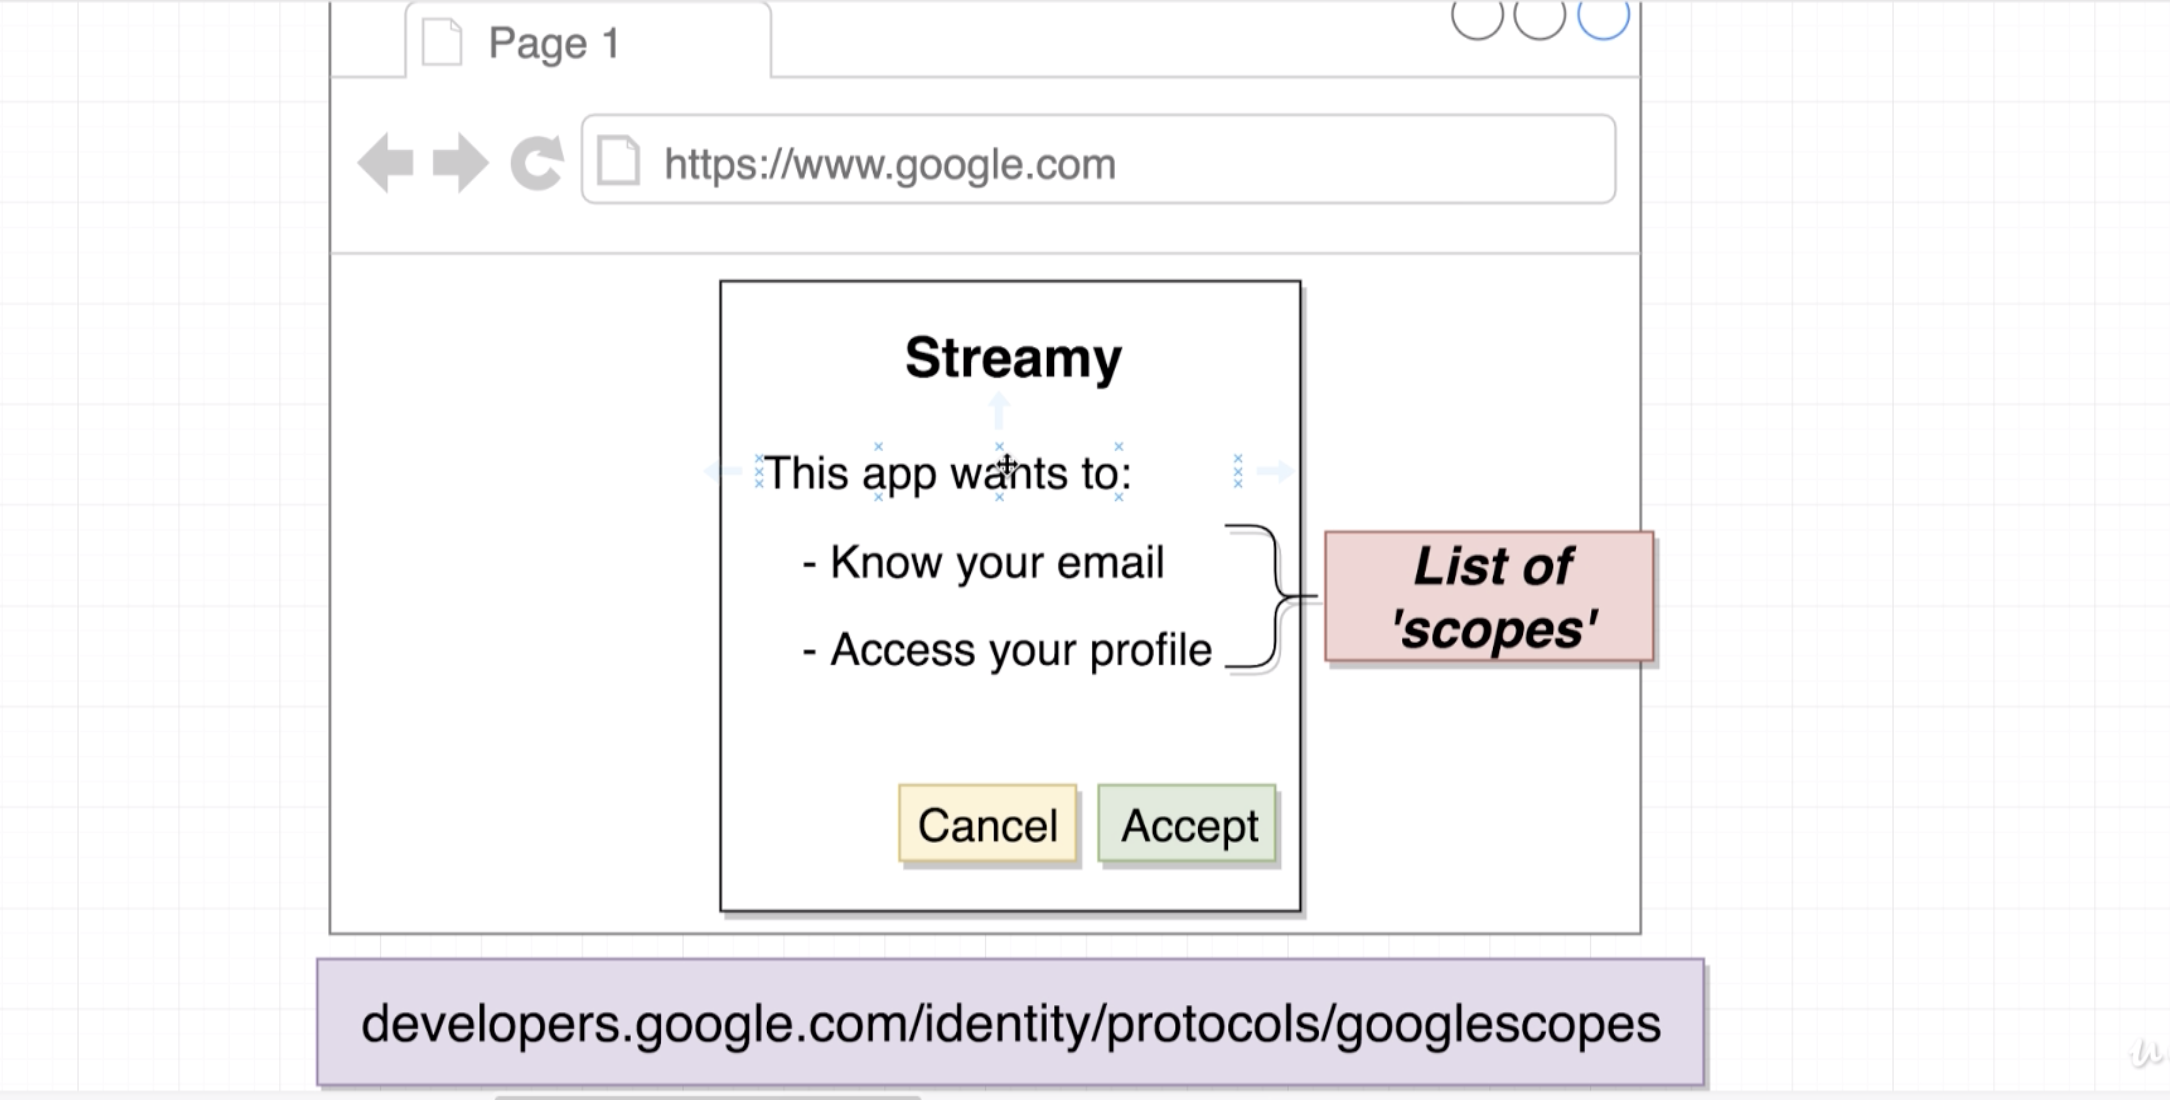 Page 1
https://www.google.com
Streamy
This app wants to:
- Know your email
- Access your profile
List of
'scopes'
Cancel
Accept
developers.google.com/identity/protocols/googlescopes
u